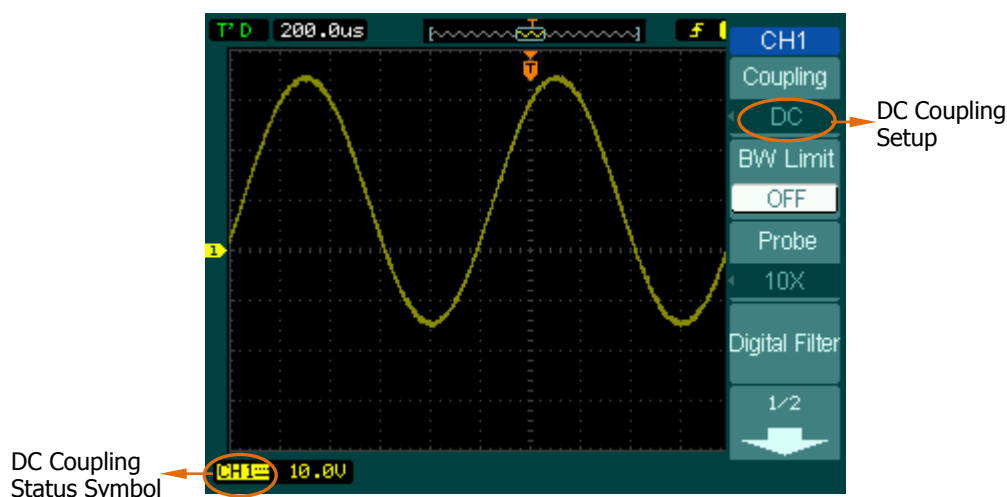 T'D 200.0us T f
CH1
Coupling
DC
BW Limit
OFF
Probe
10X
Digital Filter
1/2
T
1
CH1 10.0V
DC Coupling
Setup
DC Coupling
Status Symbol